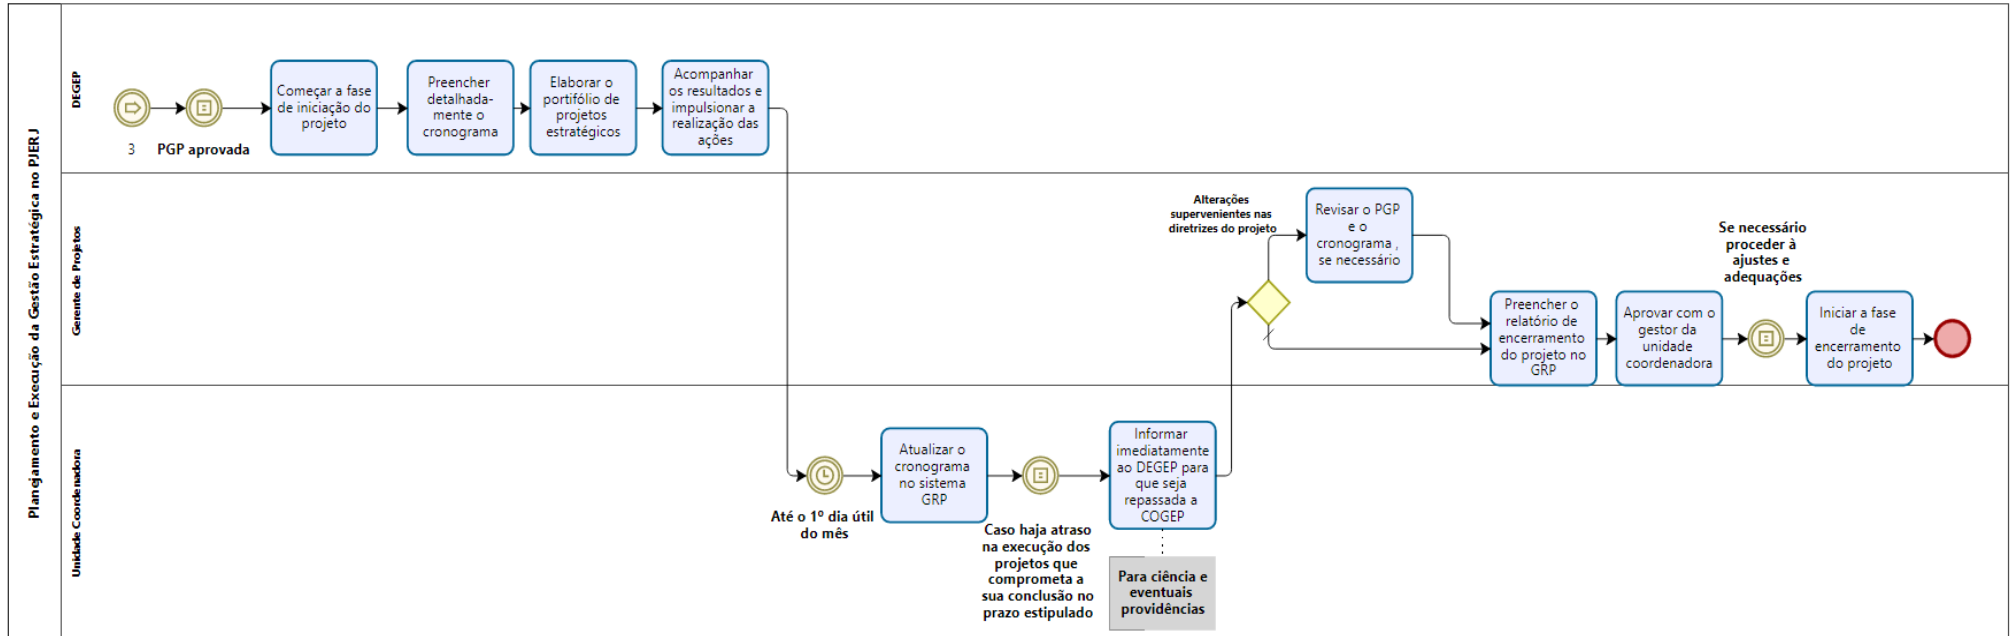 Planejamento e Execução da Gestão Estratégica no PJERJ
DEGEP
3
PGP aprovada
Começar a fase
de iniciação do
projeto
Preencher
detalhada-
mente o
cronograma
Elaborar o
portifólio de
projetos
estratégicos
Acompanhar
os resultados e
impulsionar a
realização das
ações
Gerente de Projetos
Alterações
supervenientes nas
diretrizes do projeto
Revisar o PGP
e o
cronograma ,
se necessário
Preencher o
relatório de
encerramento
do projeto no
GRP
Aprovar com o
gestor da
unidade
coordenadora
Se necessário
proceder à
ajustes e
adequações
Iniciar a fase
de
encerramento
do projeto
Unidade Coordenadora
Até o 1º dia útil
do mês
Atualizar o
cronograma
no sistema
GRP
Caso haja atraso
na execução dos
projetos que
comprometa a
sua conclusão no
prazo estipulado
Informar
imediatamente
ao DEGEP para
que seja
repassada a
COGEP
Para ciência e
eventuais
providências